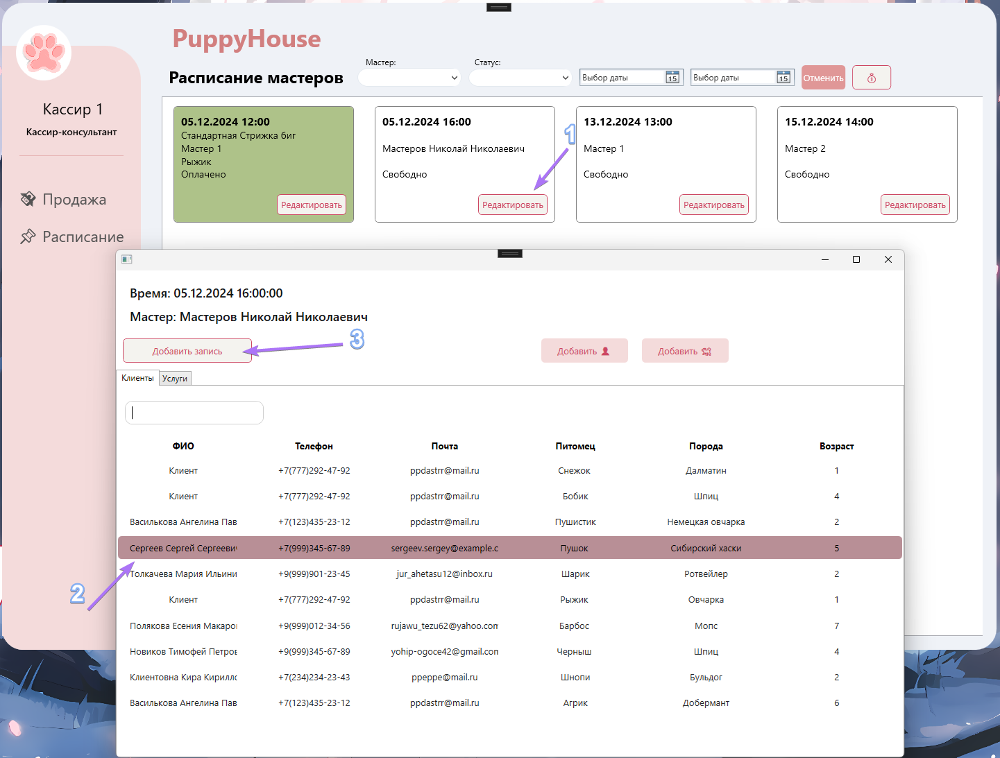 PuppyHouse
Кассир 1
Кассир-консультант
Продажа
Расписание
Расписание мастеров
Мастер:
Статус:
Выбор даты 15
Выбор даты 15
Отменить
05.12.2024 12:00
Стандартная Стрижка биг
Мастер 1
Рыжик
Оплачено
Редактировать
05.12.2024 16:00
Мастеров Николай Николаевич
Свободно
Редактировать
1
13.12.2024 13:00
Мастер 1
Свободно
Редактировать
15.12.2024 14:00
Мастер 2
Свободно
Редактировать
Время: 05.12.2024 16:00:00
Мастер: Мастеров Николай Николаевич
Добавить запись
3
Добавить
Добавить
Клиенты Услуги
ФИО Телефон Почта Питомец Порода Возраст
Клиент +7(777)292-47-92 ppdastrr@mail.ru Снежок Далматин 1
Клиент +7(777)292-47-92 ppdastrr@mail.ru Бобик Шпиц 4
Василькова Ангелина Пав +7(123)435-23-12 ppdastrr@mail.ru Пушистик Немецкая овчарка 2
Сергеев Сергей Сергеевич +7(999)345-67-89 sergeev.sergey@example.c Пушок Сибирский хаски 5
2
Толкачева Мария Ильини +9(999)901-23-45 jur_ahetasu12@inbox.ru Шарик Ротвейлер 2
Клиент +7(777)292-47-92 ppdastrr@mail.ru Рыжик Овчарка 1
Полякова Есения Макаро +9(999)012-34-56 rujawu_tezu62@yahoo.com Барбос Мопс 7
Новиков Тимофей Петров +9(999)345-67-89 yohip-ogoce42@gmail.com Черныш Шпиц 4
Клиентовна Кира Кирилло +7(234)234-23-43 ppeppe@mail.ru Шнопи Бульдог 2
Василькова Ангелина Пав +7(123)435-23-12 ppdastrr@mail.ru Агрик Доберман​т 6